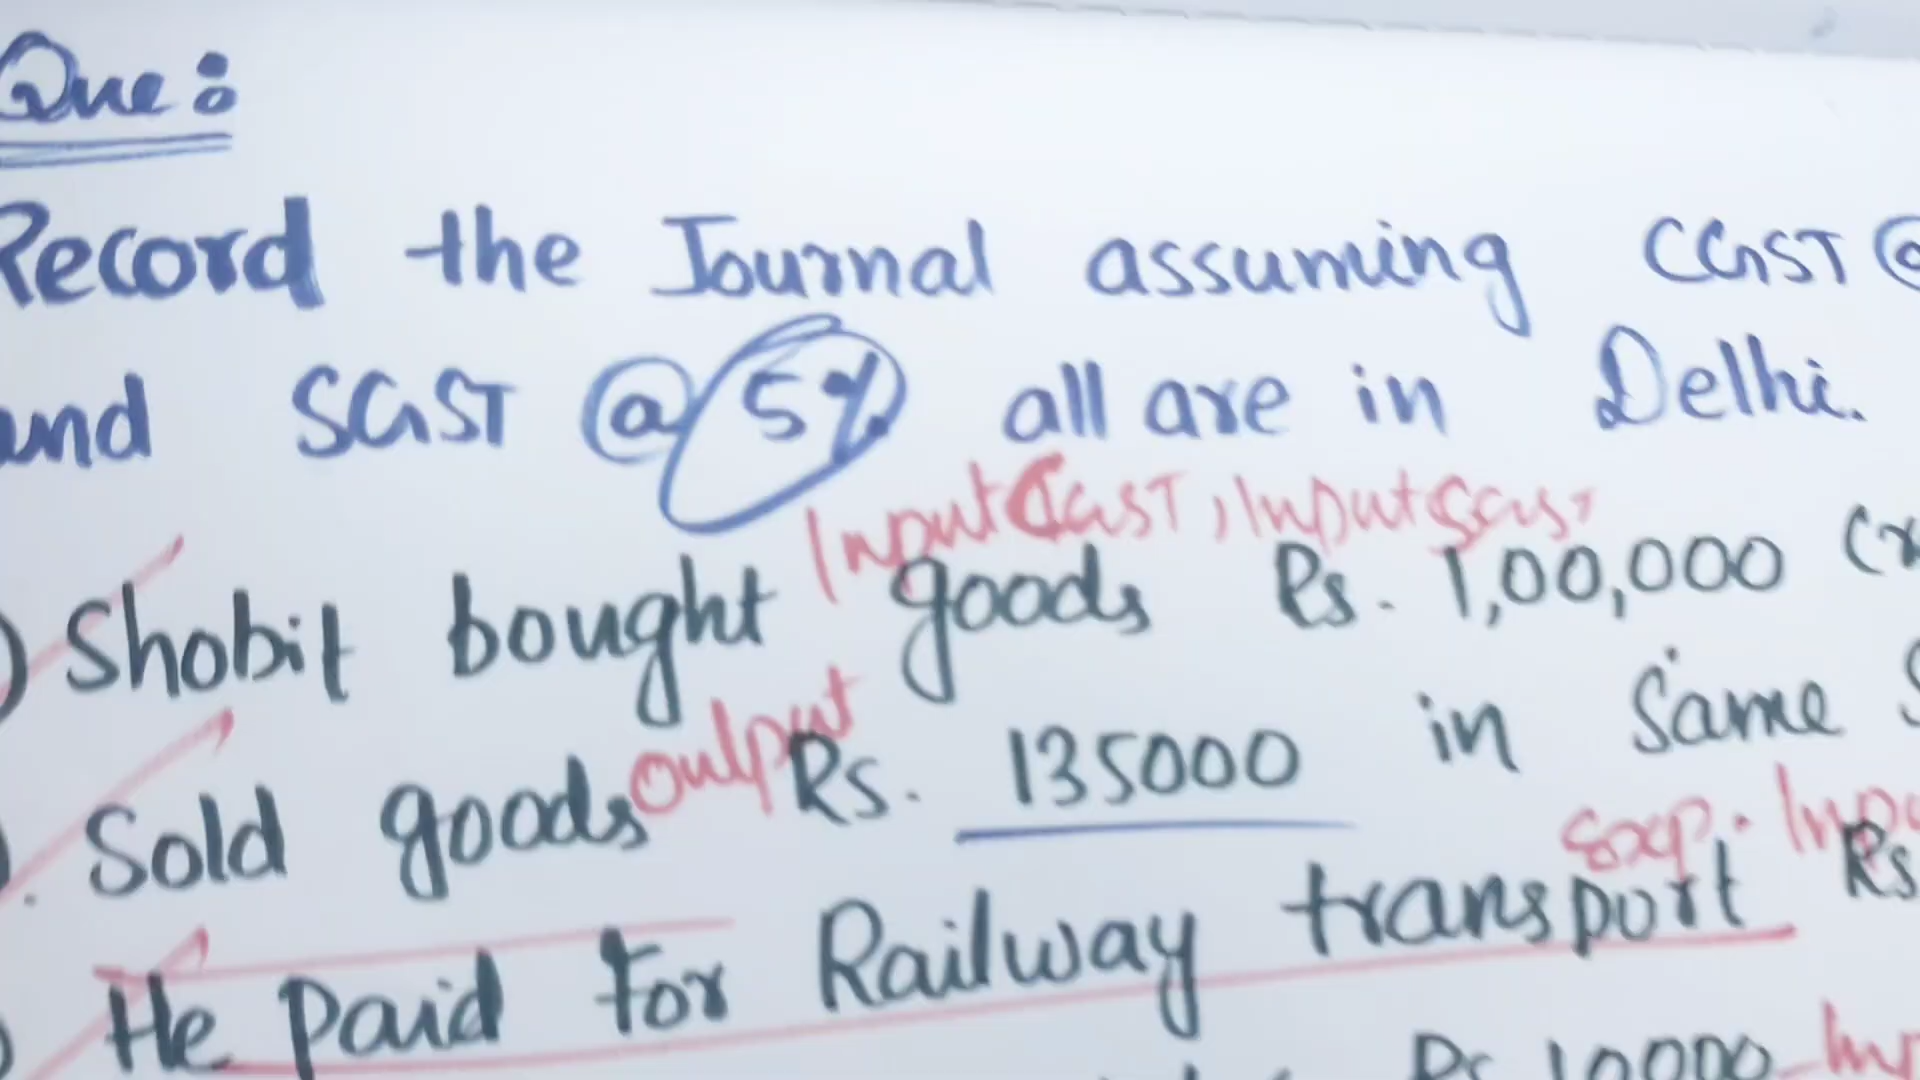 Que:
Record the Journal assuming CGST @
and SGST @ 5% all are in Delhi.
Input CGST, Input SGST
Shobit bought goods Rs. 1,00,000 (
output
Sold goods Rs. 135000 in Same
Exp.
He paid for Railway transport Rs
Rs 10000